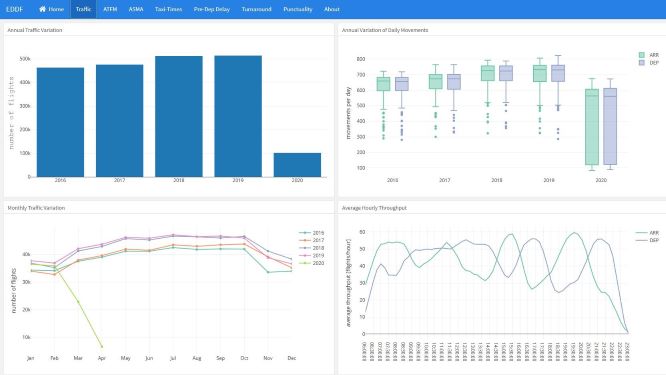 EDDF Home Traffic ATFM ASMA Taxi-Times Pre-Dep Delay Turnaround Punctuality About
Annual Traffic Variation
500k
400k
300k
200k
100k
0
number of flights
2016 2017 2018 2019 2020
Annual Variation of Daily Movements
800
700
600
500
400
300
200
100
movements per day
2016 2017 2018 2019 2020
ARR
DEP
Monthly Traffic Variation
40k
30k
20k
10k
number of flights
Jan Feb Mar Apr May Jun Jul Aug Sep Oct Nov Dec
2016
2017
2018
2019
2020
Average Hourly Throughput
60
50
40
30
20
10
0
average throughput [flights/hour]
ARR
DEP